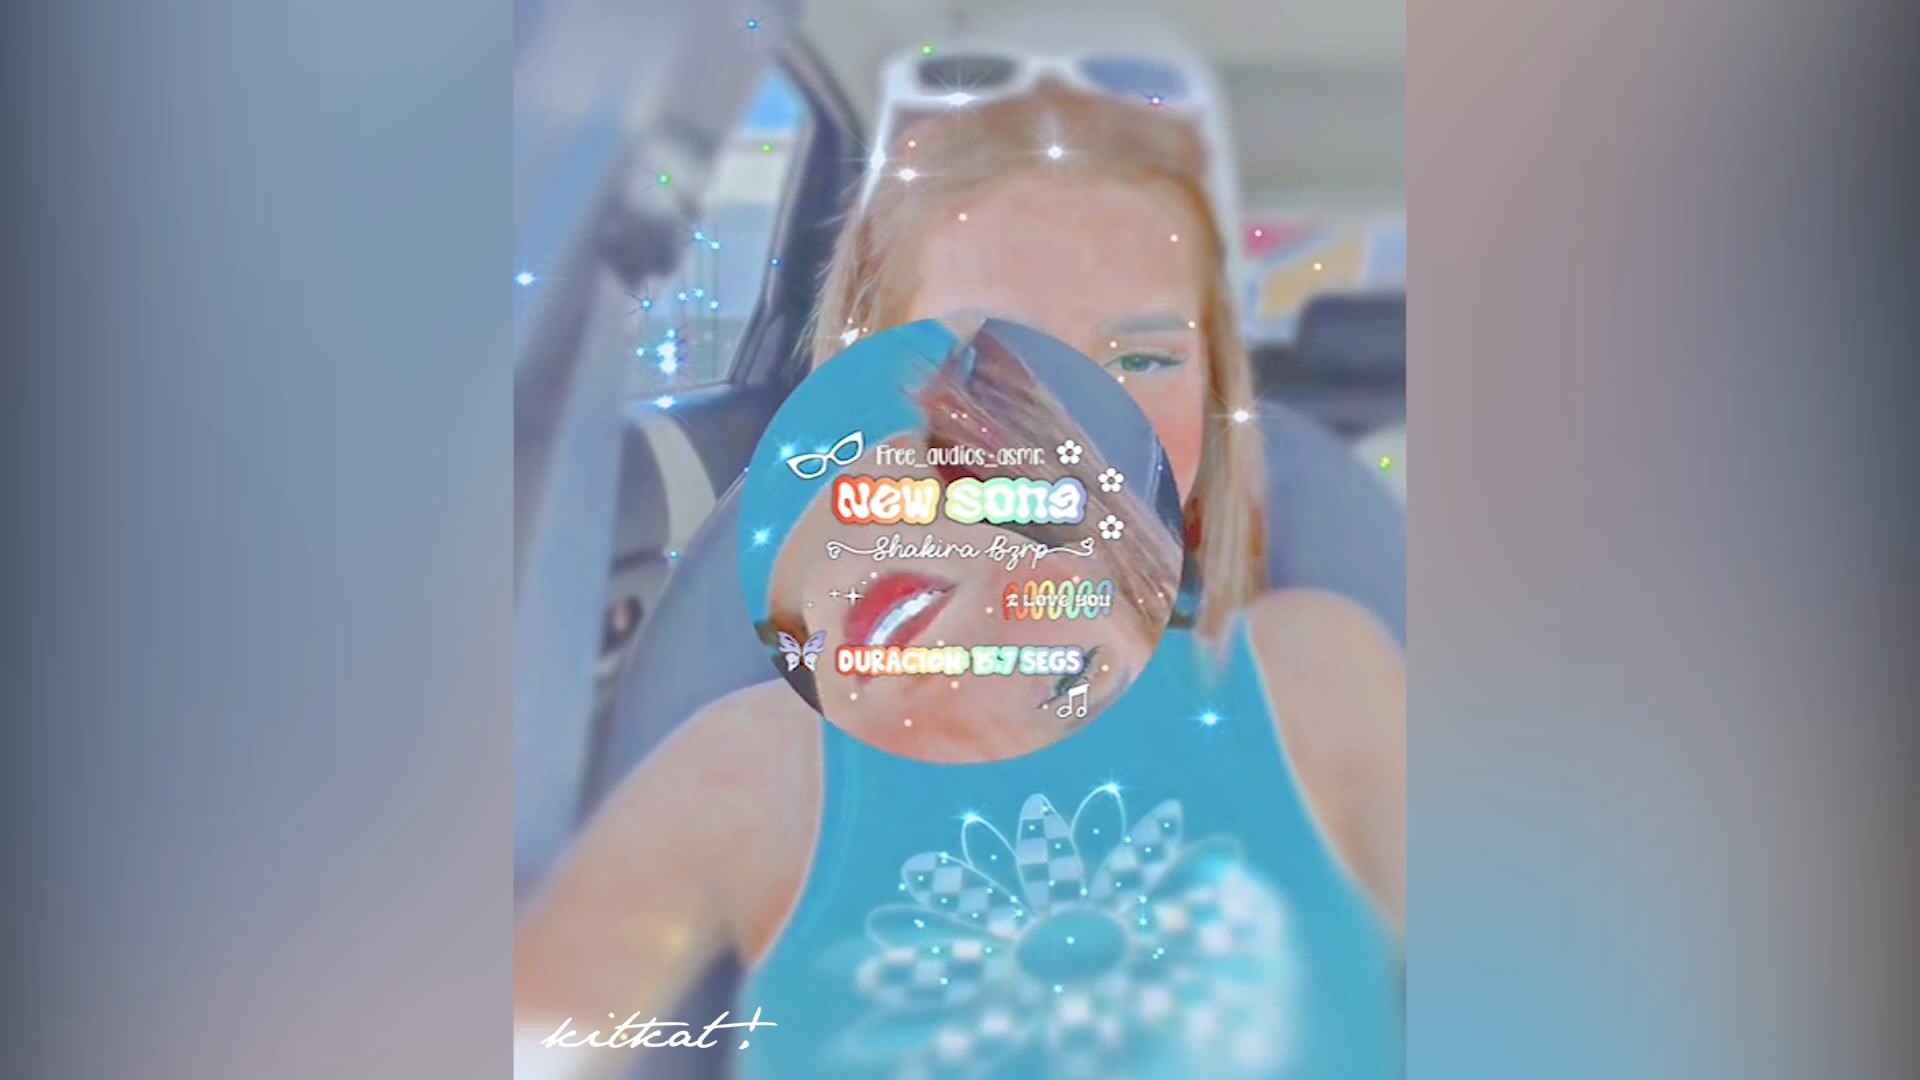 Free_audios_asmr
New song
Shakira Bzrp
I Love you
DURACION: 15.7 SEGS
kitkat!